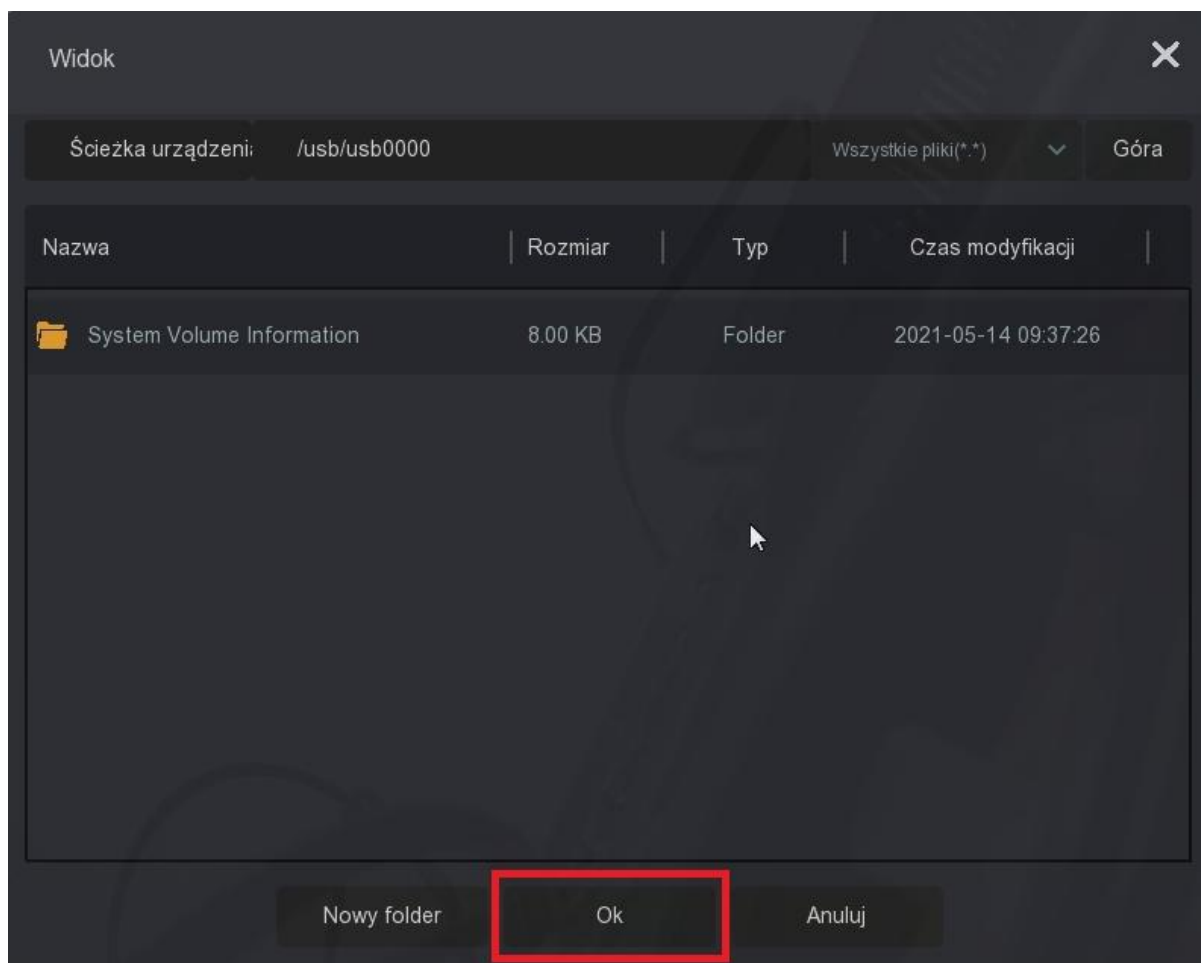 Widok
Ścieżka urządzeni /usb/usb0000 Wszystkie pliki(*.*) Góra
Nazwa Rozmiar Typ Czas modyfikacji
System Volume Information 8.00 KB Folder 2021-05-14 09:37:26
Nowy folder Ok Anuluj